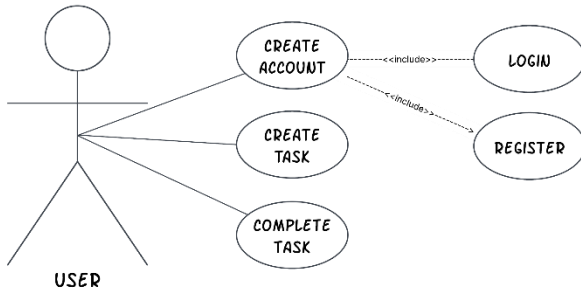 CREATE
ACCOUNT
<<include>>
LOGIN
<<include>>
CREATE
TASK
REGISTER
COMPLETE
TASK
USER